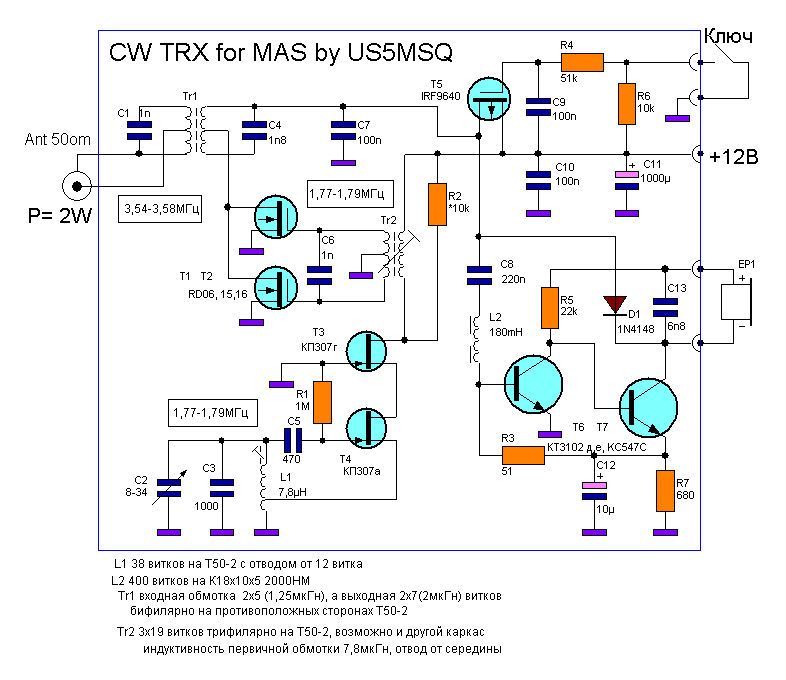 CW TRX for MAS by US5MSQ
Ключ
R4
51k
T5
IRF9640
Tr1
C1
1n
C4
1n8
C7
100n
C9
100n
R6
10k
Ant 50om
+12В
P= 2W
3,54-3,58МГц
1,77-1,79МГц
R2
*10k
C10
100n
+
C11
1000µ
Tr2
C6
1n
T1
T2
RD06, 15,16
C8
220n
EP1
+
–
R5
22k
D1
1N4148
C13
6n8
L2
180mH
T3
КП307г
R1
1M
1,77-1,79МГц
C5
470
T4
КП307а
C2
8-34
C3
1000
L1
7,8µH
R3
51
T6
T7
КТ3102 д,е, KC547C
C12
+
10µ
R7
680
L1 38 витков на Т50-2 с отводом от 12 витка
L2 400 витков на К18х10х5 2000НМ
Tr1 входная обмотка 2х5 (1,25мкГн), а выходная 2х7(2мкГн) витков
бифилярно на противоположных сторонах Т50-2
Tr2 3х19 витков трифилярно на Т50-2, возможно и другой каркас
индуктивность первичной обмотки 7,8мкГн, отвод от середины